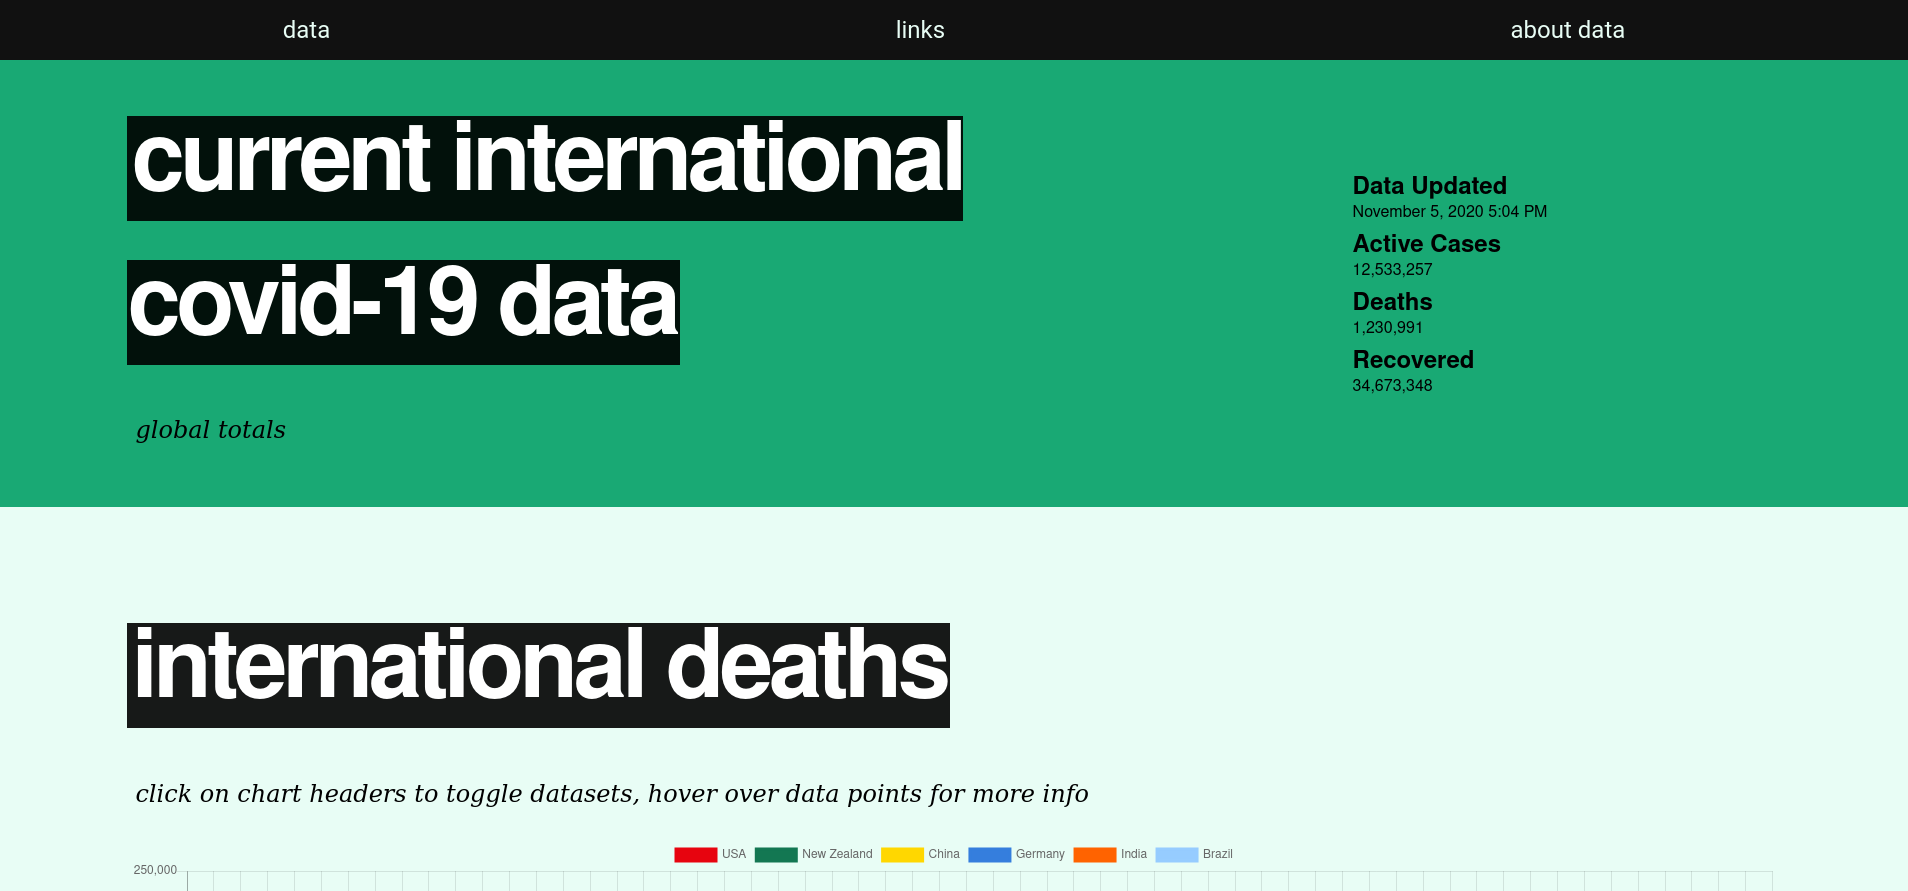 data
links
about data
current international
covid-19 data
global totals
Data Updated
November 5, 2020 5:04 PM
Active Cases
12,533,257
Deaths
1,230,991
Recovered
34,673,348
international deaths
click on chart headers to toggle datasets, hover over data points for more info
USA New Zealand China Germany India Brazil
250,000